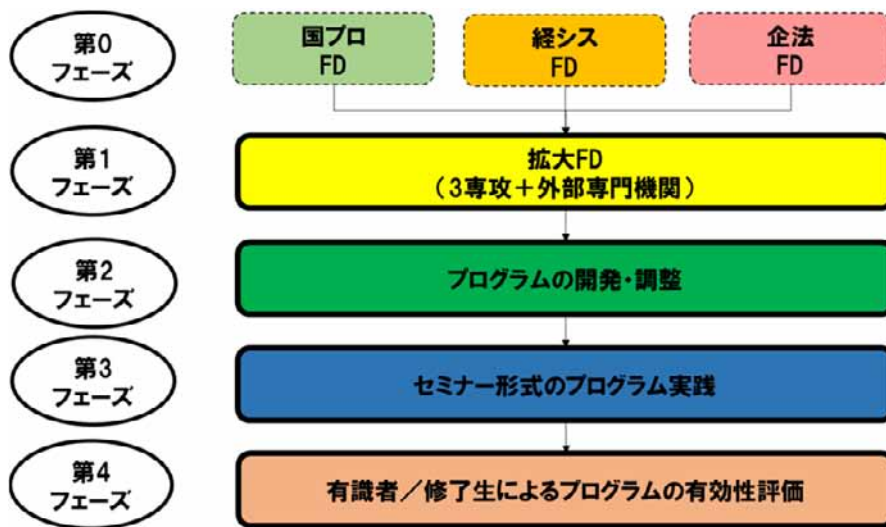 第0
フェーズ
国プロ
FD
経シス
FD
企法
FD
第1
フェーズ
拡大FD
（3専攻＋外部専門機関）
第2
フェーズ
プログラムの開発・調整
第3
フェーズ
セミナー形式のプログラム実践
第4
フェーズ
有識者／修了生によるプログラムの有効性評価